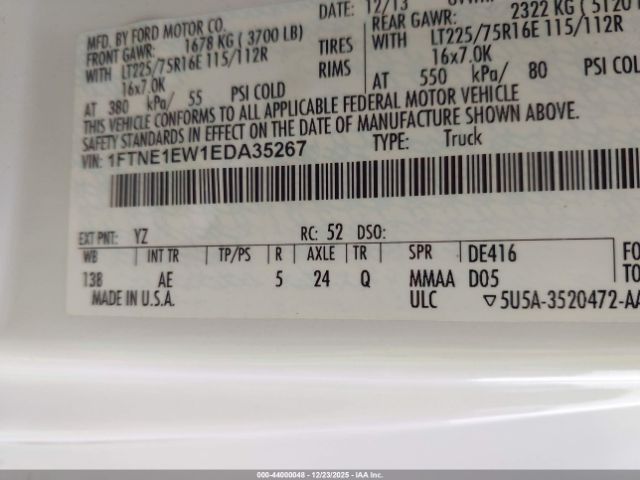 MFD. BY FORD MOTOR CO. DATE: 12/13
FRONT GAWR: 1678 KG ( 3700 LB) REAR GAWR: 2322 KG ( 5120
WITH LT225/75R16E 115/112R TIRES WITH LT225/75R16E 115/112R
16x7.0K RIMS 16x7.0K
AT 380 kPa/ 55 PSI COLD AT 550 kPa/ 80 PSI COL
THIS VEHICLE CONFORMS TO ALL APPLICABLE FEDERAL MOTOR VEHICLE
SAFETY STANDARDS IN EFFECT ON THE DATE OF MANUFACTURE SHOWN ABOVE.
VIN: 1FTNE1EW1EDA35267 TYPE: Truck
EXT PNT: YZ RC: 52 DSO:
WB INT TR TP/PS R AXLE TR SPR DE416 FO
138 AE 5 24 Q MMAA D05 TO
MADE IN U.S.A. ULC ▽5U5A-3520472-AA
000-44000048 - 12/23/2025 - IAA Inc.